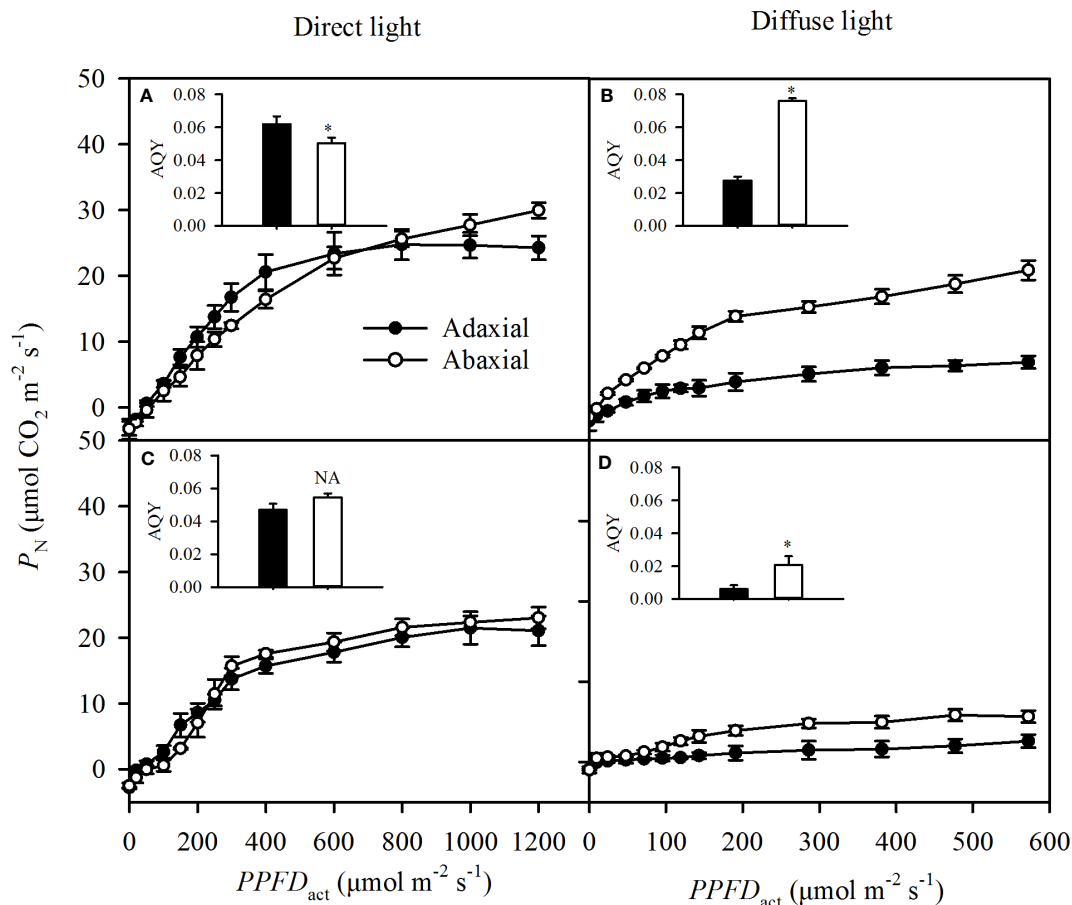 Direct light
Diffuse light
P_N (μmol CO₂ m⁻² s⁻¹)
50
40
30
20
10
0
A
AQY
0.08
0.06
0.04
0.02
0.00
*
Adaxial
Abaxial
B
AQY
0.08
0.06
0.04
0.02
0.00
*
50
40
30
20
10
0
C
AQY
0.08
0.06
0.04
0.02
0.00
NA
D
AQY
0.08
0.06
0.04
0.02
0.00
*
0 200 400 600 800 1000 1200
0 100 200 300 400 500 600
PPFD_act (μmol m⁻² s⁻¹)
PPFD_act (μmol m⁻² s⁻¹)